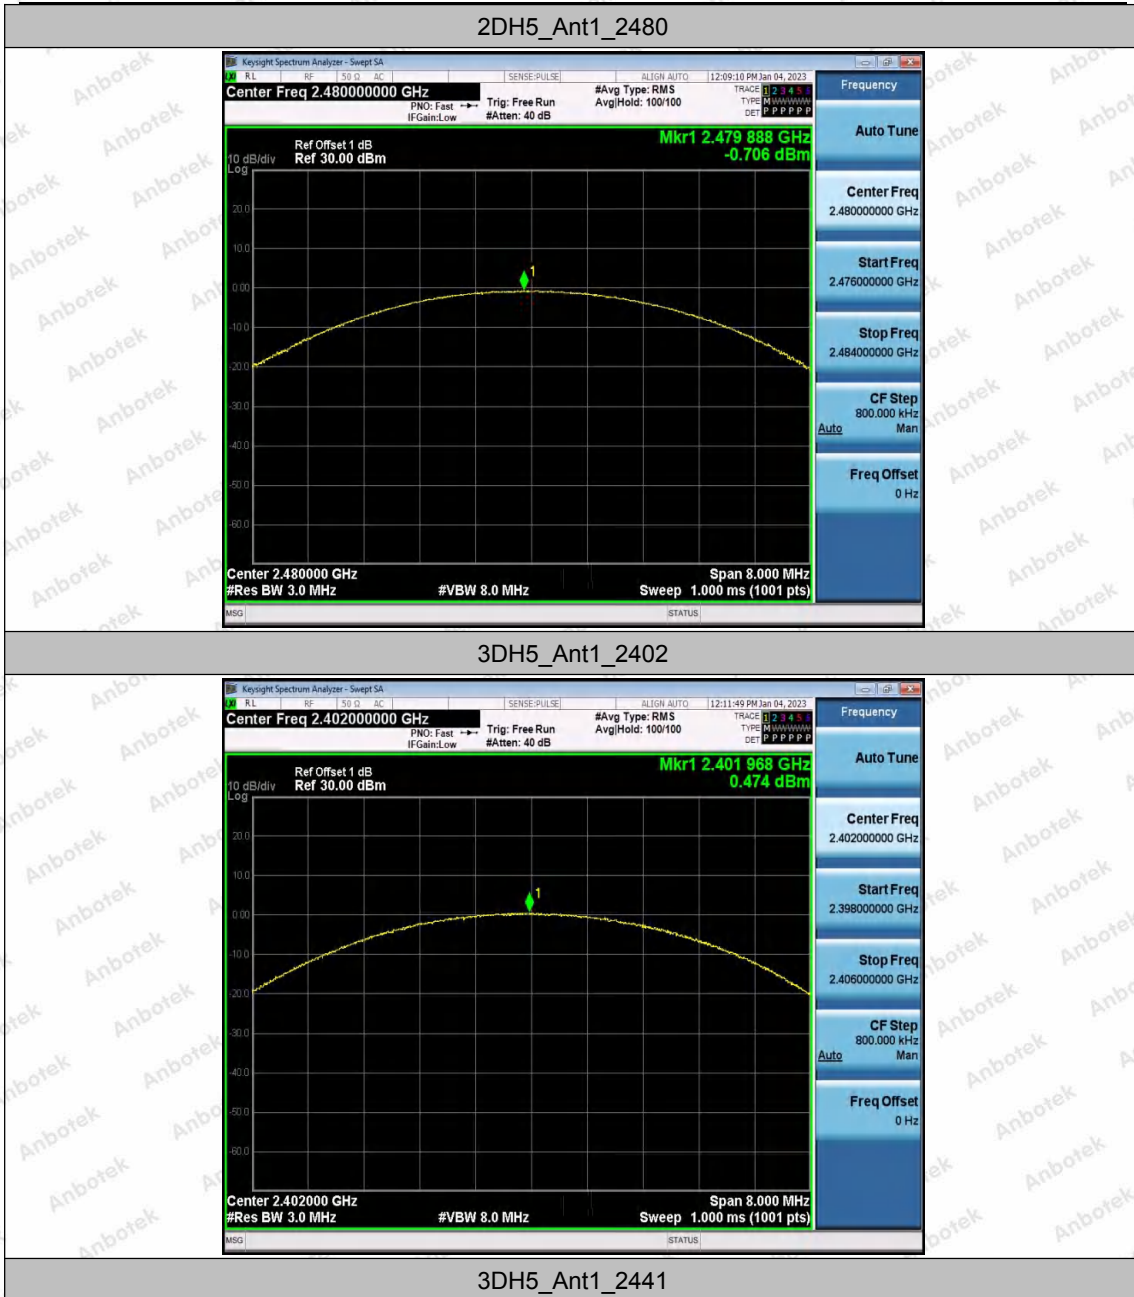 2DH5_Ant1_2480
Keysight Spectrum Analyzer - Swept SA
RL RF 50 Ω AC SENSE:PULSE ALIGN AUTO 12:09:10 PM Jan 04, 2023
Center Freq 2.480000000 GHz
PNO: Fast
IFGain:Low
Trig: Free Run
#Atten: 40 dB
#Avg Type: RMS
Avg|Hold: 100/100
TRACE 1 2 3 4 5 6
TYPE M WWWWW
DET P P P P P P
Ref Offset 1 dB
10 dB/div Ref 30.00 dBm
Log
Mkr1 2.479 888 GHz
-0.706 dBm
20.0
10.0
0.00
-10.0
-20.0
-30.0
-40.0
-50.0
-60.0
1
Center 2.480000 GHz Span 8.000 MHz
#Res BW 3.0 MHz #VBW 8.0 MHz Sweep 1.000 ms (1001 pts)
MSG STATUS
Frequency
Auto Tune
Center Freq
2.480000000 GHz
Start Freq
2.476000000 GHz
Stop Freq
2.484000000 GHz
CF Step
800.000 kHz
Auto Man
Freq Offset
0 Hz
3DH5_Ant1_2402
Keysight Spectrum Analyzer - Swept SA
RL RF 50 Ω AC SENSE:PULSE ALIGN AUTO 12:11:49 PM Jan 04, 2023
Center Freq 2.402000000 GHz
PNO: Fast
IFGain:Low
Trig: Free Run
#Atten: 40 dB
#Avg Type: RMS
Avg|Hold: 100/100
TRACE 1 2 3 4 5 6
TYPE M WWWWW
DET P P P P P P
Ref Offset 1 dB
10 dB/div Ref 30.00 dBm
Log
Mkr1 2.401 968 GHz
0.474 dBm
20.0
10.0
0.00
-10.0
-20.0
-30.0
-40.0
-50.0
-60.0
1
Center 2.402000 GHz Span 8.000 MHz
#Res BW 3.0 MHz #VBW 8.0 MHz Sweep 1.000 ms (1001 pts)
MSG STATUS
Frequency
Auto Tune
Center Freq
2.402000000 GHz
Start Freq
2.398000000 GHz
Stop Freq
2.406000000 GHz
CF Step
800.000 kHz
Auto Man
Freq Offset
0 Hz
3DH5_Ant1_2441
Anbotek